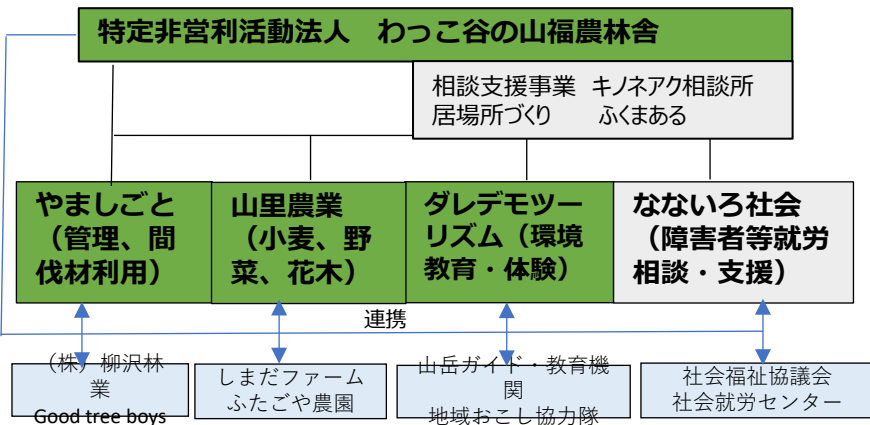 特定非営利活動法人　わっこ谷の山福農林舎
相談支援事業　キノネアク相談所
居場所づくり　ふくまある
やましごと
（管理、間
伐材利用）
山里農業
（小麦、野
菜、花木）
ダレデモツー
リズム（環境
教育・体験）
なないろ社会
（障害者等就労
相談・支援）
連携
（株）柳沢林
業
Good tree boys
しまだファーム
ふたごや農園
山岳ガイド・教育機
関
地域おこし協力隊
社会福祉協議会
社会就労センター